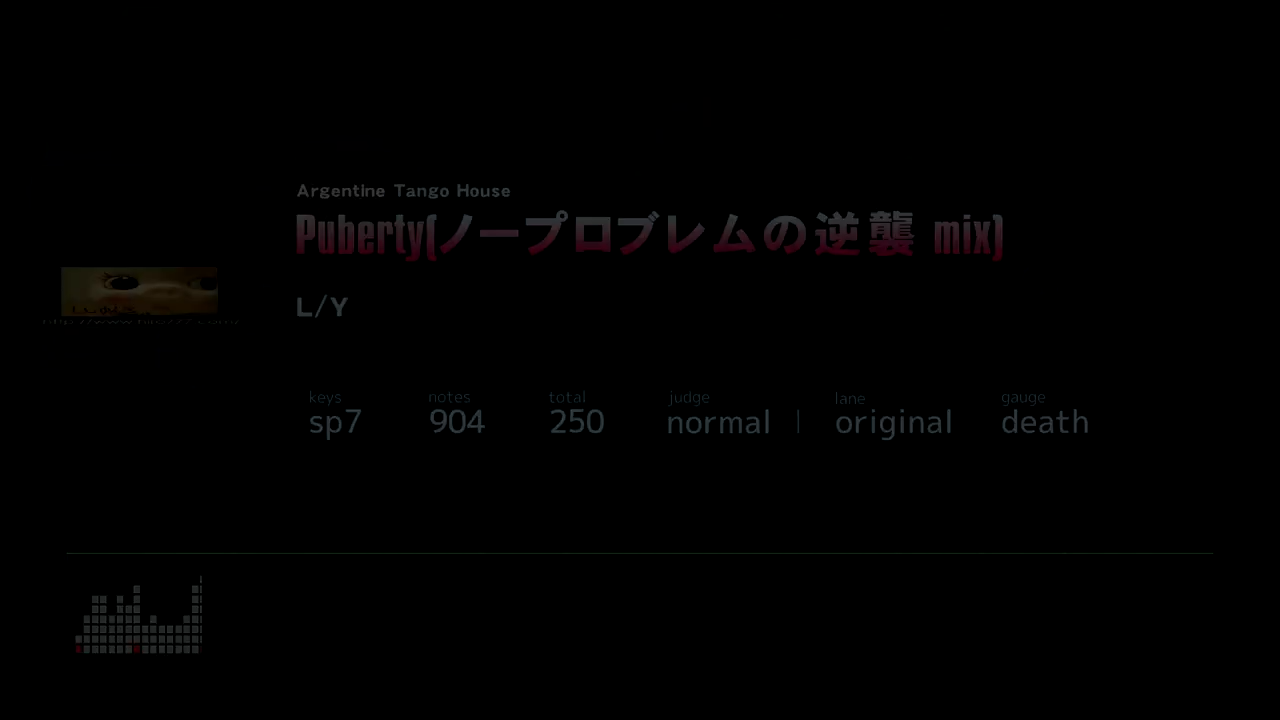 Argentine Tango House
Puberty(ノープロブレムの逆襲 mix)
L/Y
keys notes total judge lane gauge
sp7 904 250 normal | original death